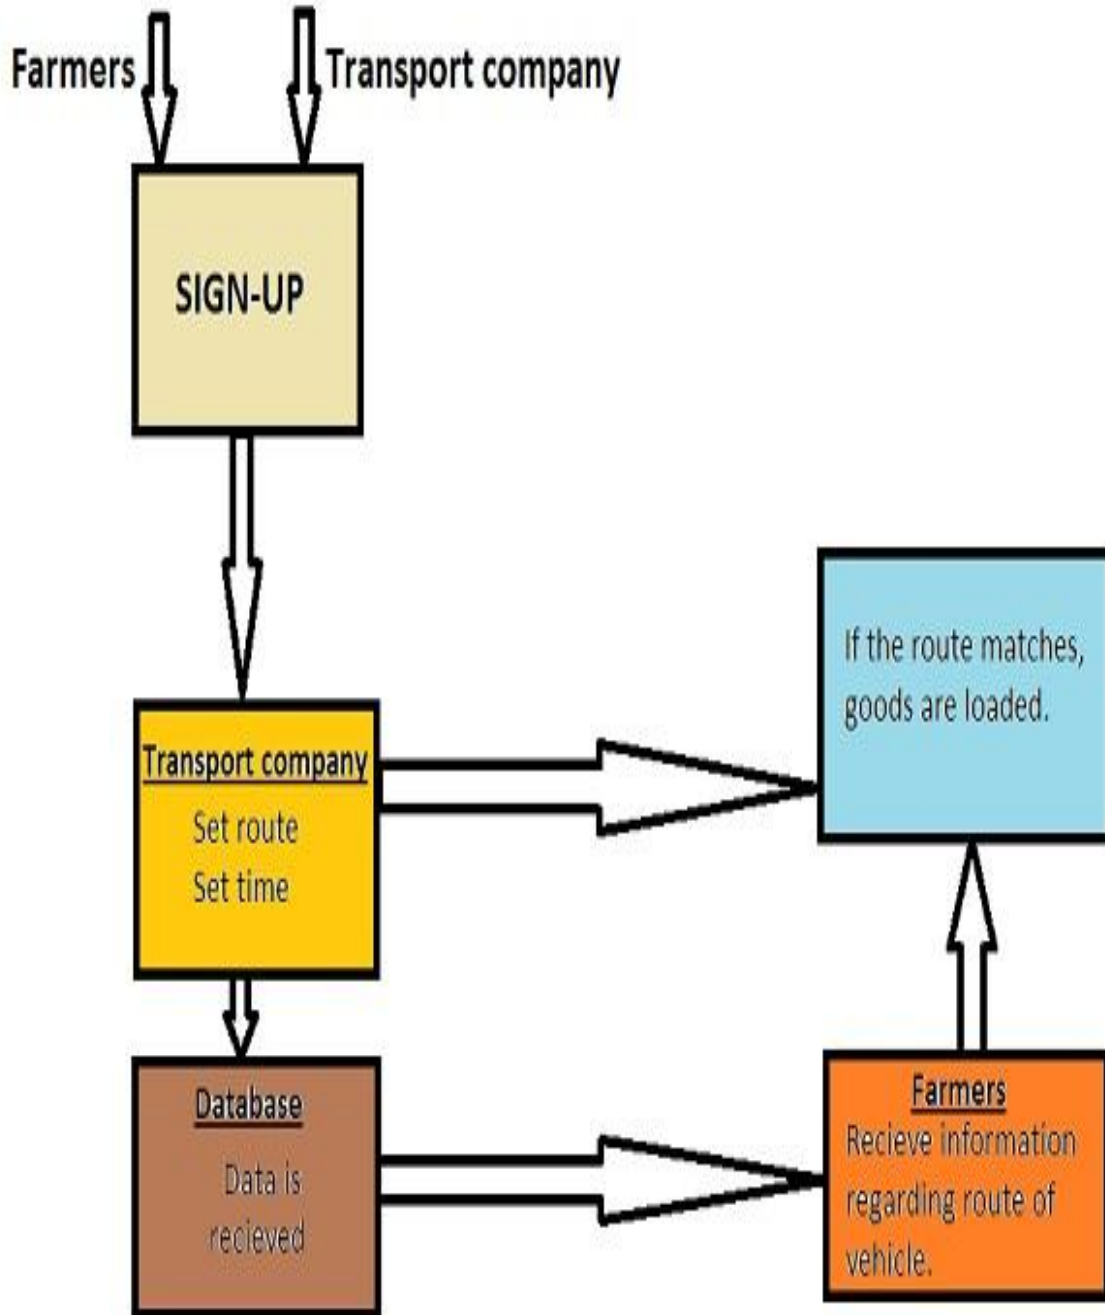 Farmers
Transport company
SIGN-UP
If the route matches,
goods are loaded.
Transport company
Set route
Set time
Database
Data is
recieved
Farmers
Recieve information
regarding route of
vehicle.